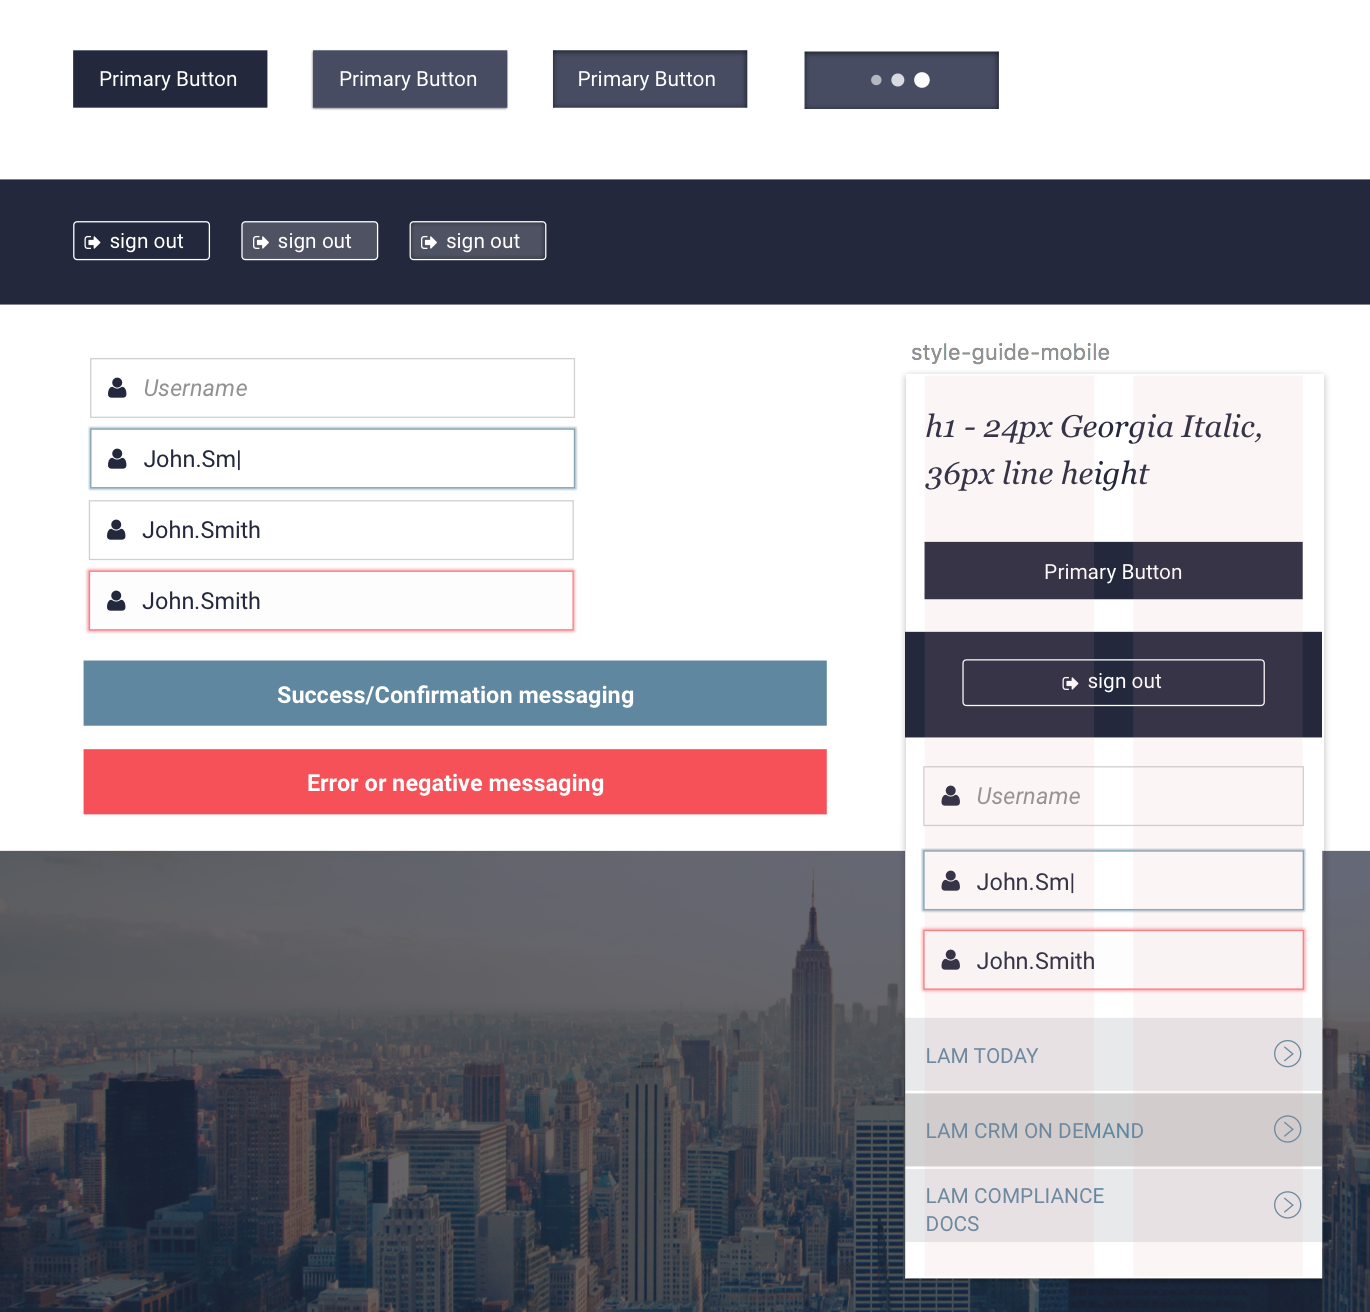 Primary Button
Primary Button
Primary Button
sign out
sign out
sign out
Username
John.Sm|
John.Smith
John.Smith
Success/Confirmation messaging
Error or negative messaging
style-guide-mobile
h1 - 24px Georgia Italic,
36px line height
Primary Button
sign out
Username
John.Sm|
John.Smith
LAM TODAY
LAM CRM ON DEMAND
LAM COMPLIANCE
DOCS